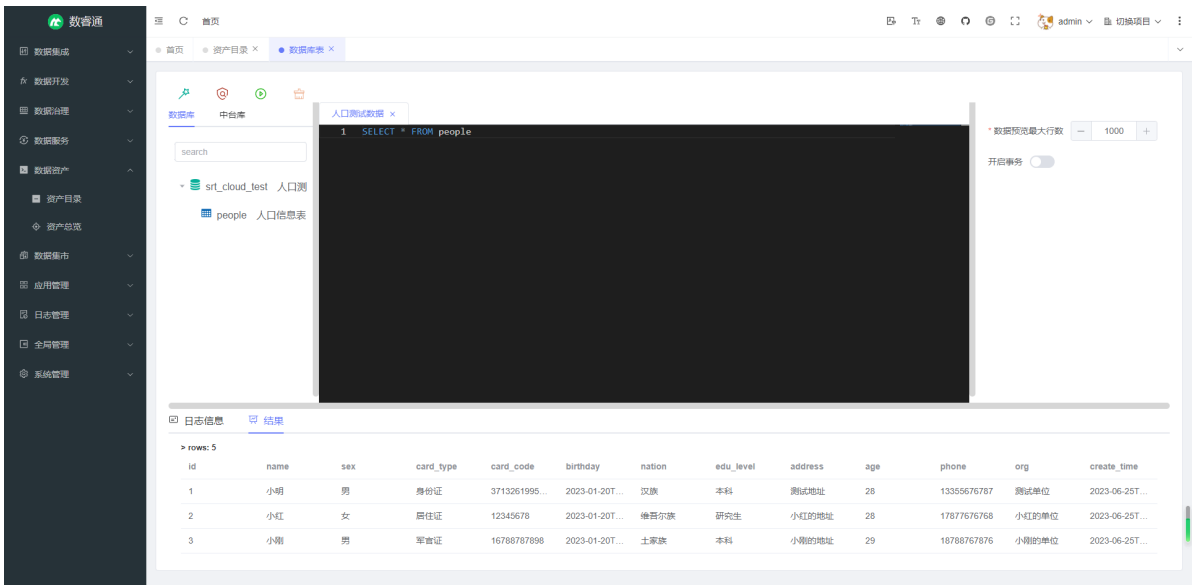 数睿通
首页
admin
切换项目
数据集成
数据开发
数据治理
数据服务
数据资产
资产目录
资产总览
数据集市
应用管理
日志管理
全局管理
系统管理
首页 资产目录 × 数据库表 ×
数据库 中台库
search
srt_cloud_test 人口测
people 人口信息表
人口测试数据 ×
1 SELECT * FROM people
* 数据预览最大行数 − 1000 +
开启事务
日志信息 结果
> rows: 5
id name sex card_type card_code birthday nation edu_level address age phone org create_time
1 小明 男 身份证 3713261995... 2023-01-20T... 汉族 本科 测试地址 28 13355676787 测试单位 2023-06-25T...
2 小红 女 居住证 12345678 2023-01-20T... 维吾尔族 研究生 小红的地址 28 17877676768 小红的单位 2023-06-25T...
3 小刚 男 军官证 16788787898 2023-01-20T... 土家族 本科 小刚的地址 29 18788767876 小刚的单位 2023-06-25T...